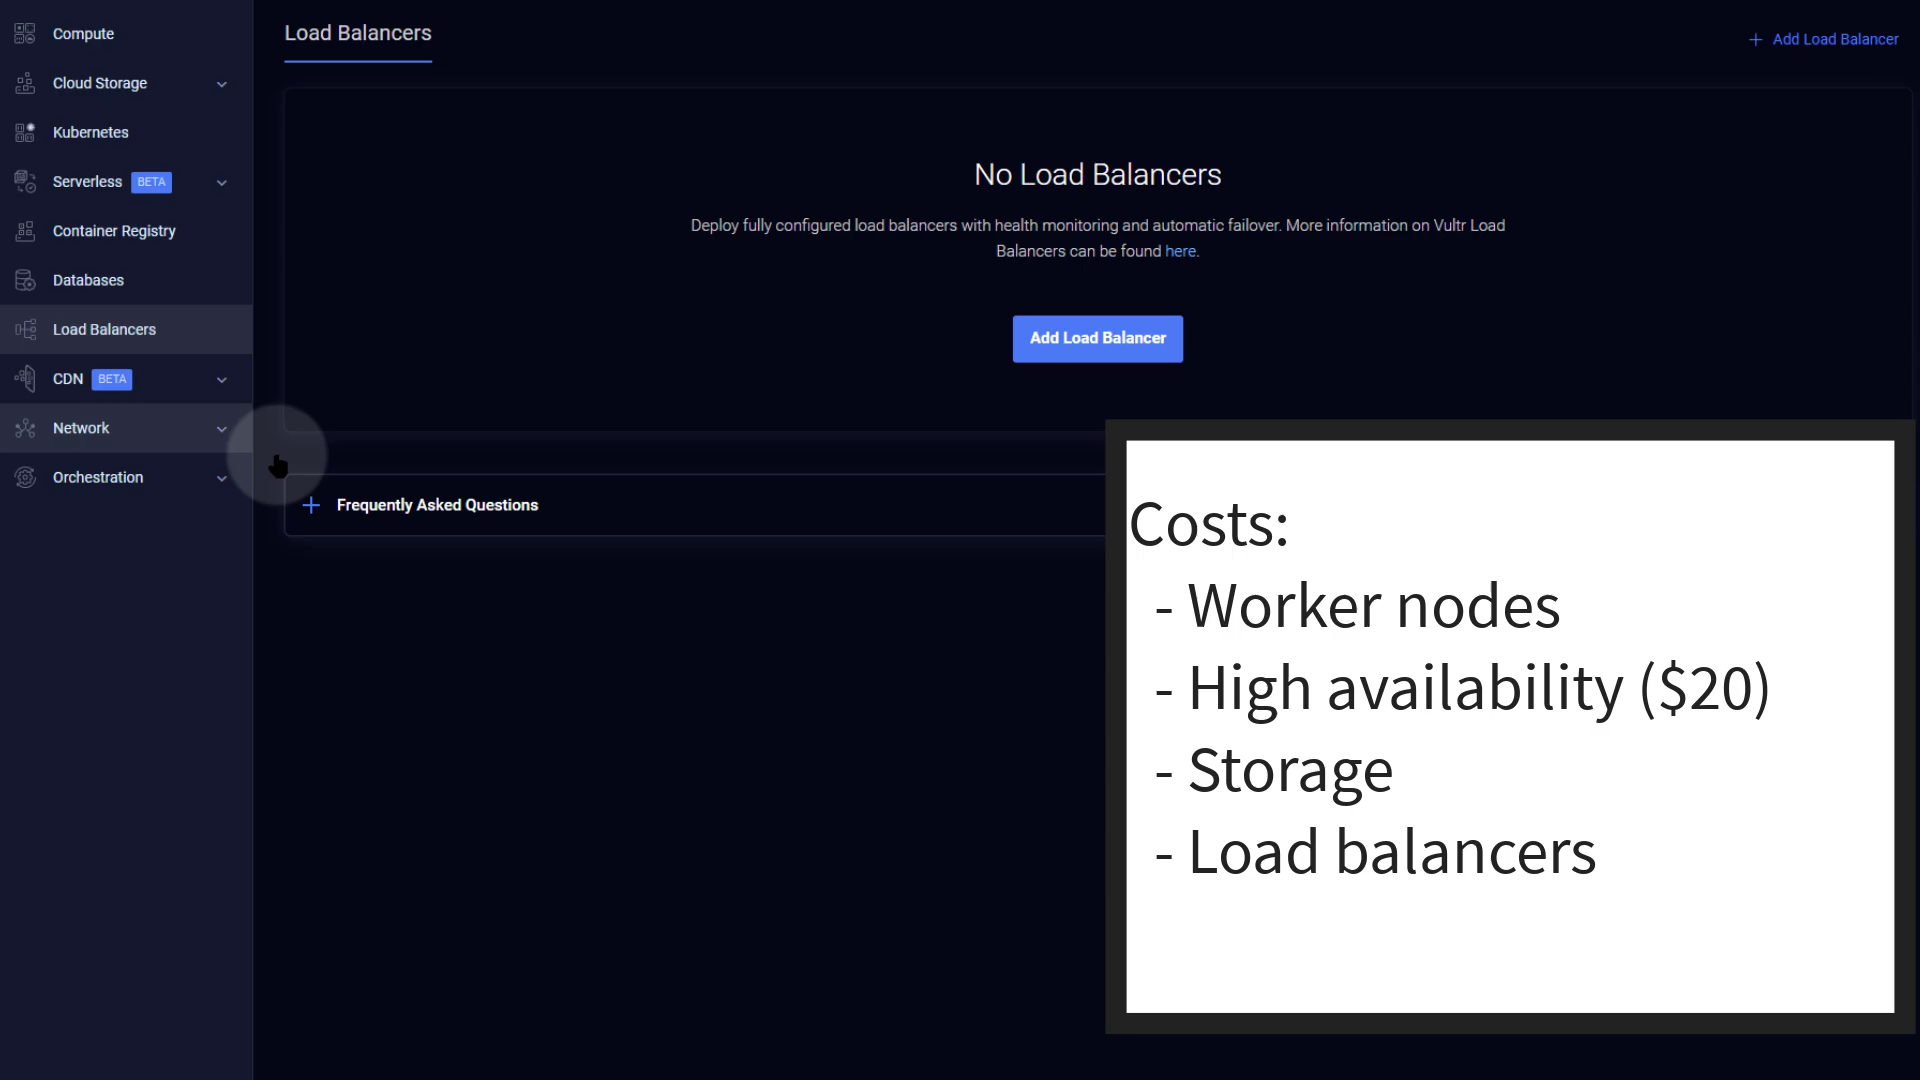 Compute
Cloud Storage
Kubernetes
Serverless BETA
Container Registry
Databases
Load Balancers
CDN BETA
Network
Orchestration
Load Balancers
+ Add Load Balancer
No Load Balancers
Deploy fully configured load balancers with health monitoring and automatic failover. More information on Vultr Load
Balancers can be found here.
Add Load Balancer
+ Frequently Asked Questions
Costs:
- Worker nodes
- High availability ($20)
- Storage
- Load balancers